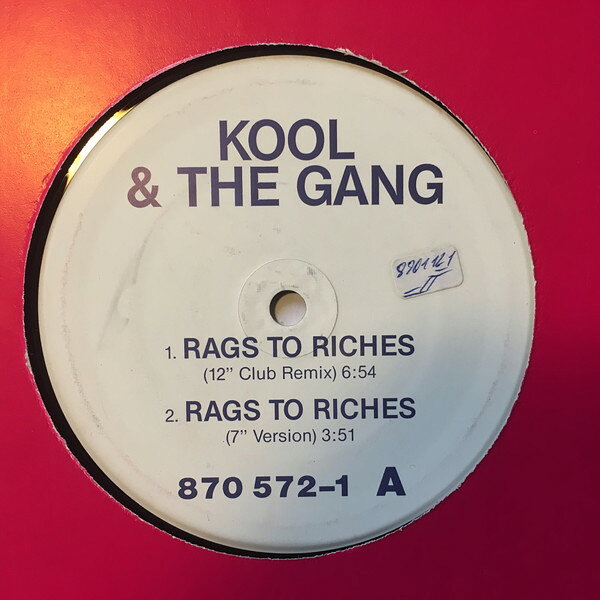 KOOL
& THE GANG
1. RAGS TO RICHES
(12” Club Remix) 6:54
2. RAGS TO RICHES
(7” Version) 3:51
870 572–1 A